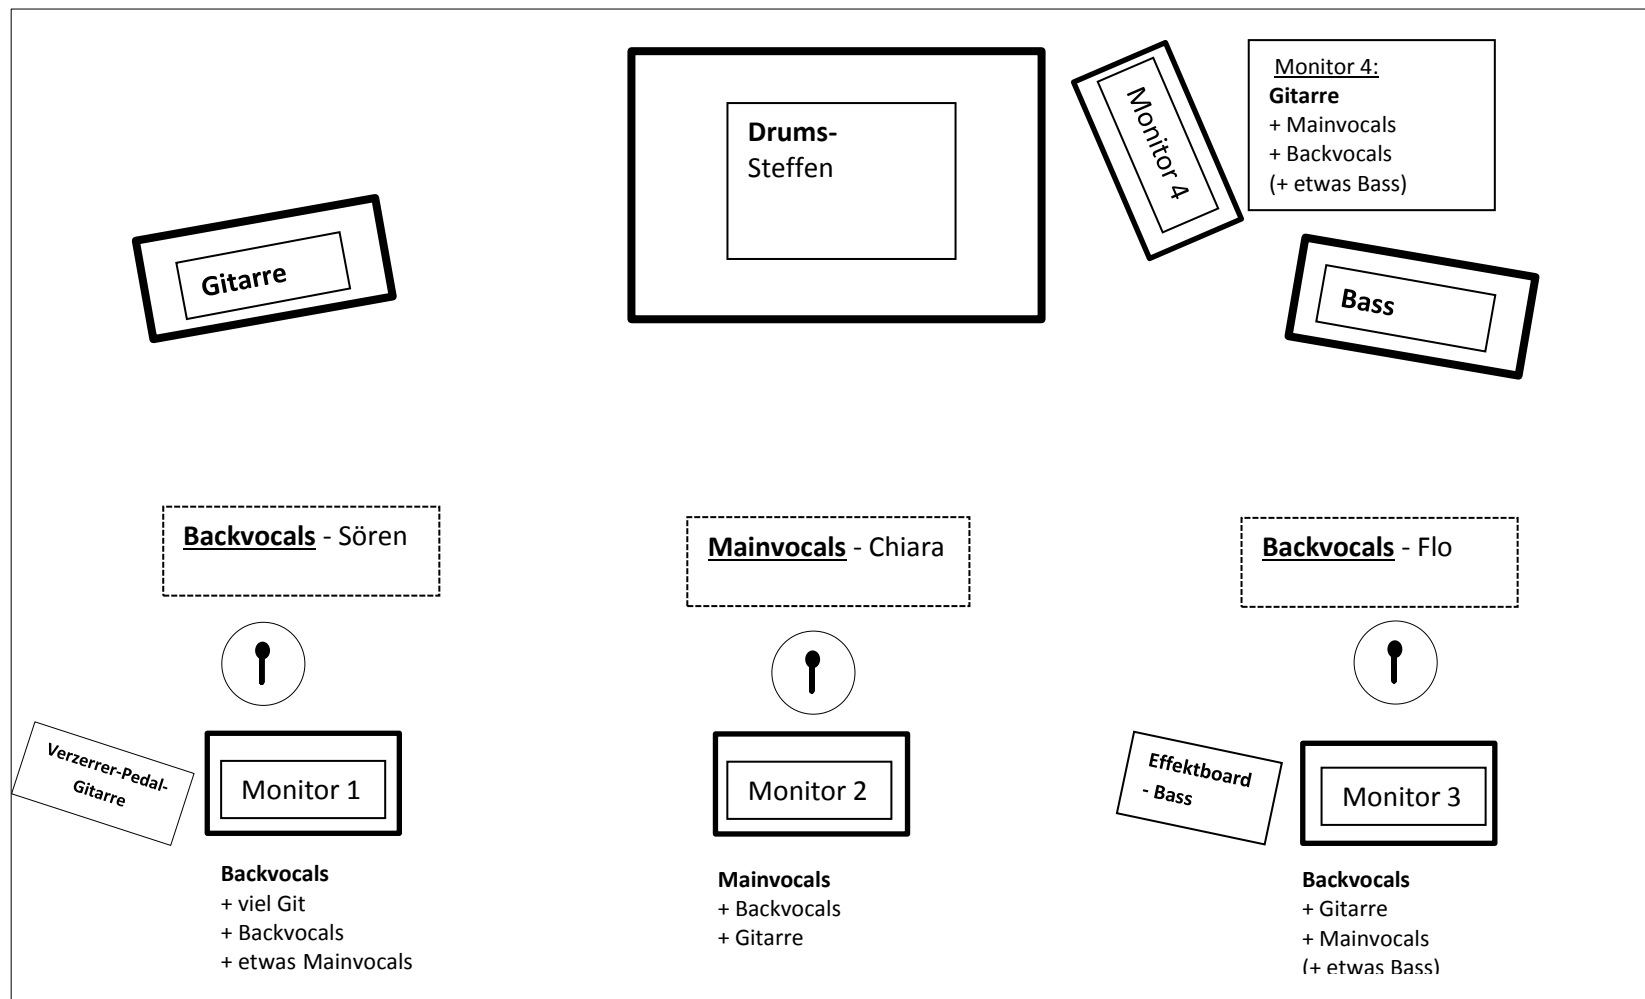 Drums-
Steffen
Monitor 4
Monitor 4:
Gitarre
+ Mainvocals
+ Backvocals
(+ etwas Bass)
Gitarre
Bass
Backvocals - Sören
Mainvocals - Chiara
Backvocals - Flo
Verzerrer-Pedal-
Gitarre
Monitor 1
Monitor 2
Effektboard
- Bass
Monitor 3
Backvocals
+ viel Git
+ Backvocals
+ etwas Mainvocals
Mainvocals
+ Backvocals
+ Gitarre
Backvocals
+ Gitarre
+ Mainvocals
(+ etwas Bass)